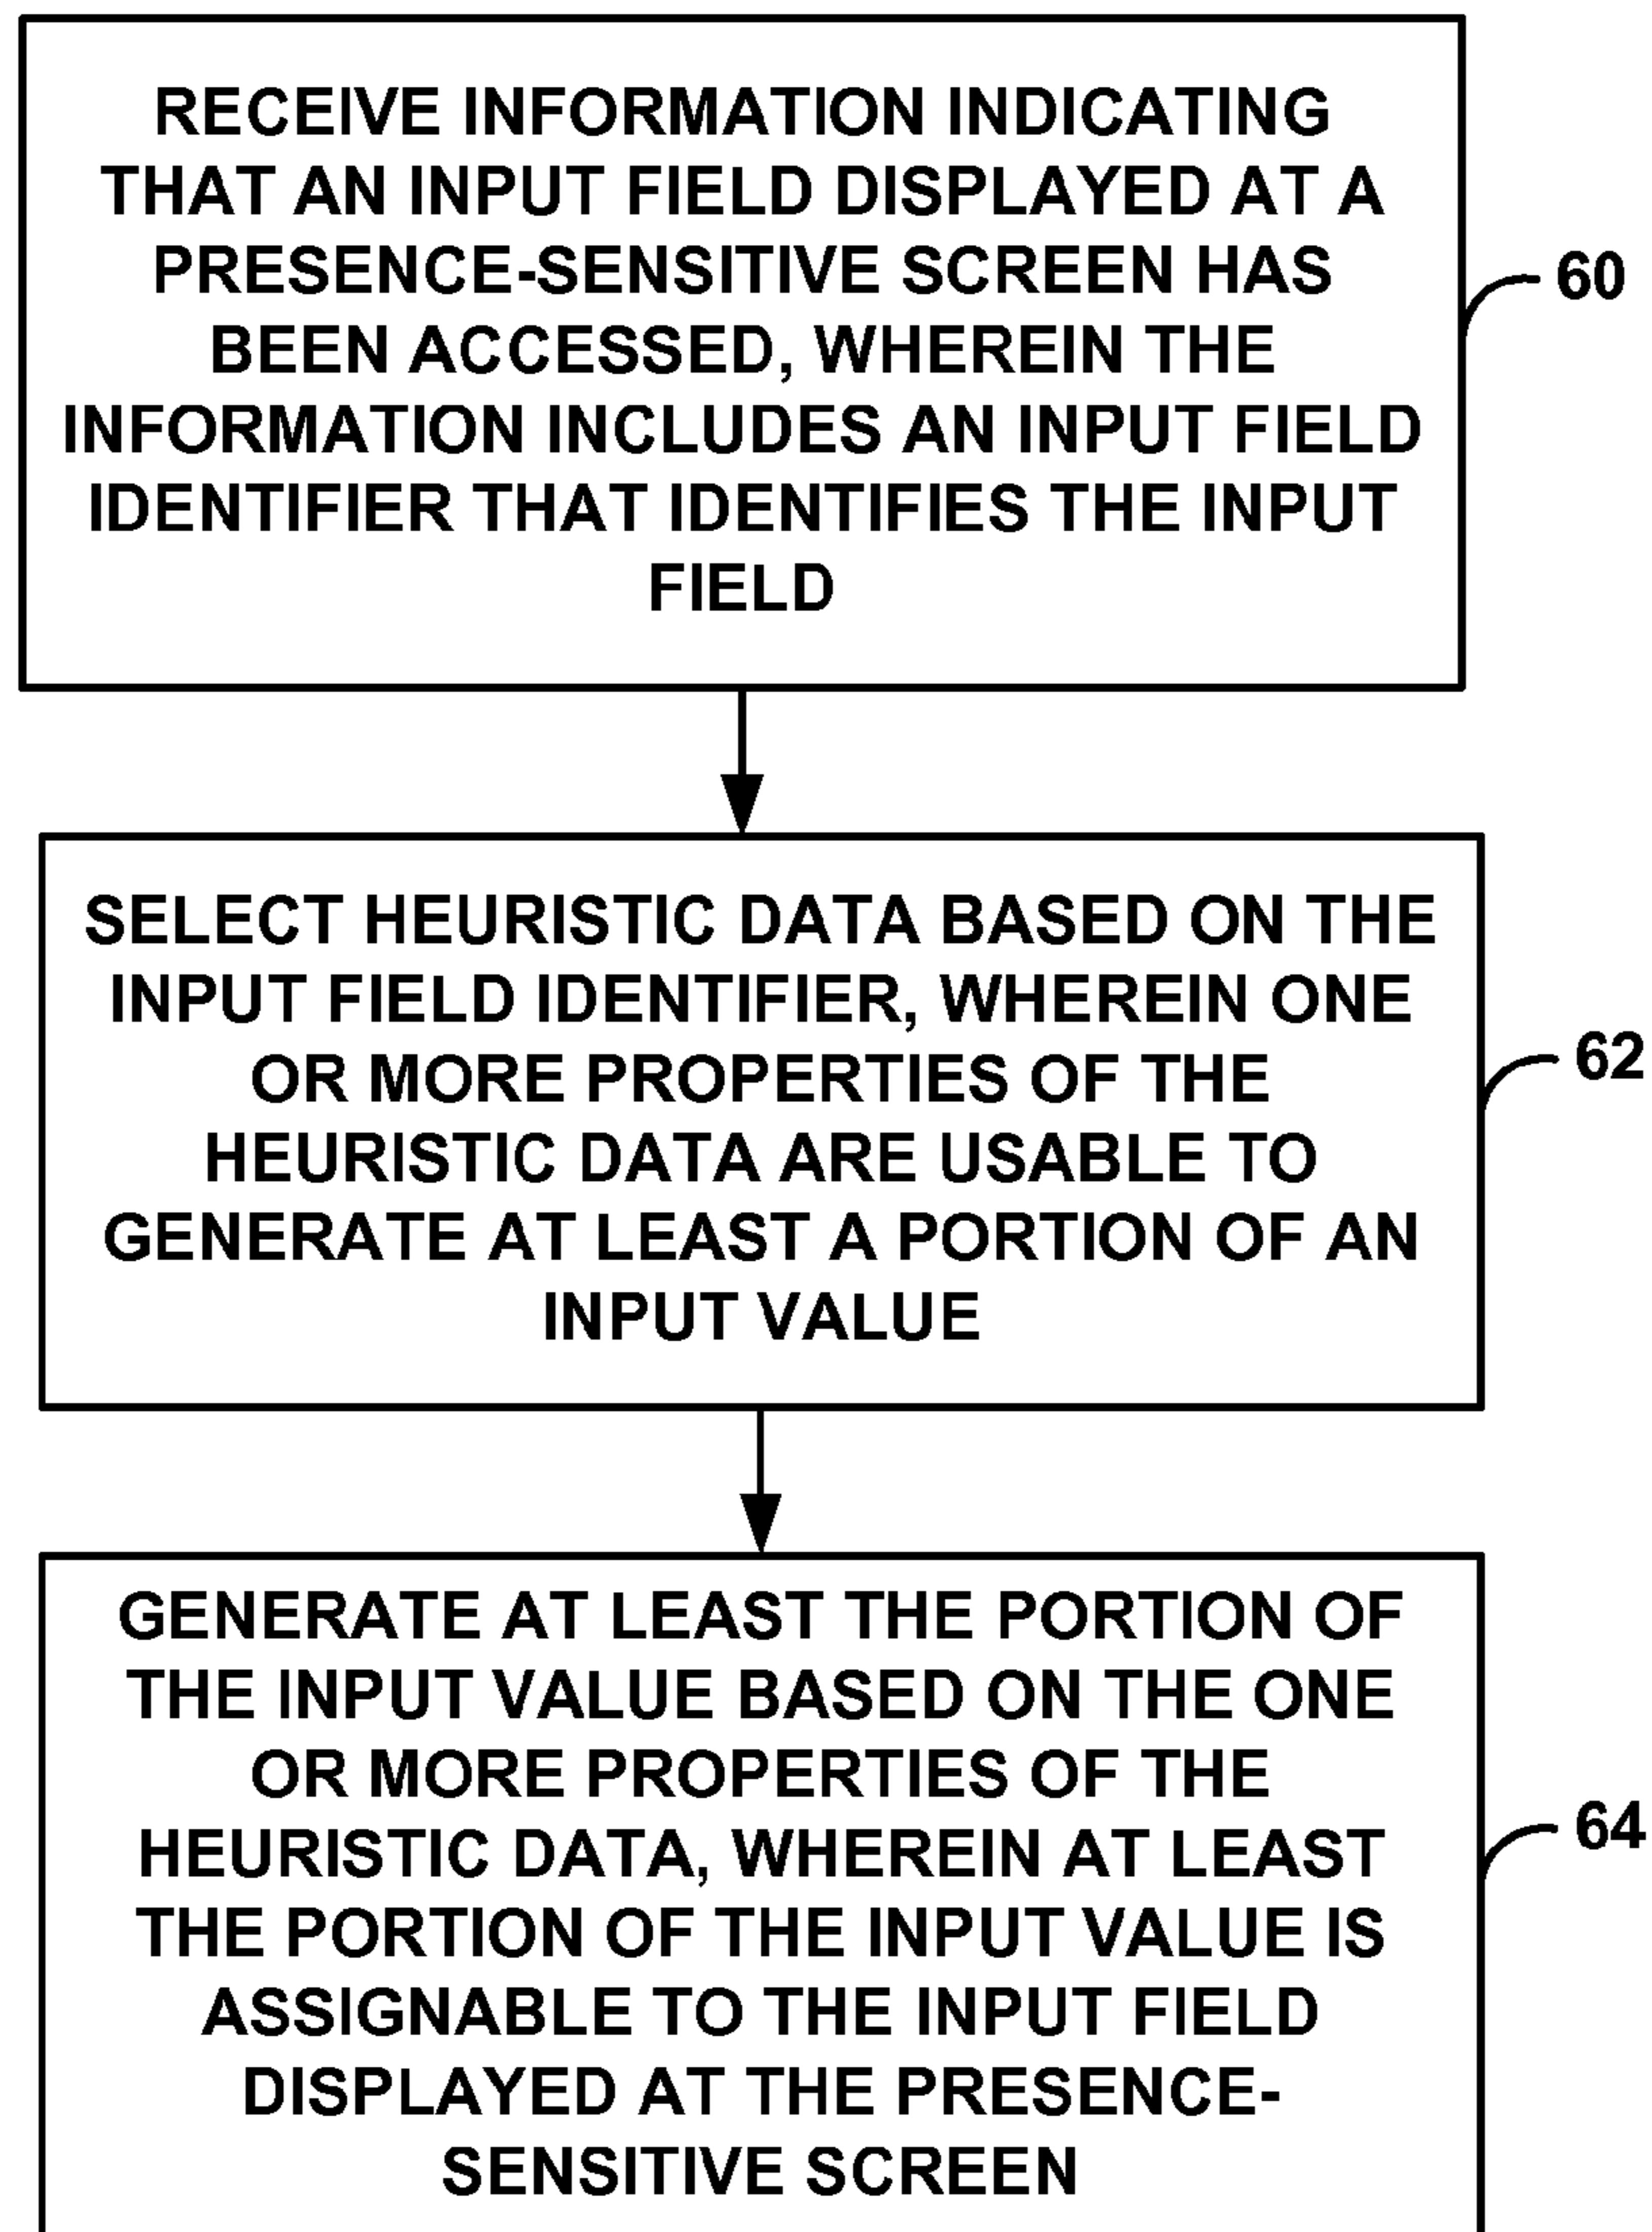 RECEIVE INFORMATION INDICATING
THAT AN INPUT FIELD DISPLAYED AT A
PRESENCE-SENSITIVE SCREEN HAS
BEEN ACCESSED, WHEREIN THE
INFORMATION INCLUDES AN INPUT FIELD
IDENTIFIER THAT IDENTIFIES THE INPUT
FIELD
60
SELECT HEURISTIC DATA BASED ON THE
INPUT FIELD IDENTIFIER, WHEREIN ONE
OR MORE PROPERTIES OF THE
HEURISTIC DATA ARE USABLE TO
GENERATE AT LEAST A PORTION OF AN
INPUT VALUE
62
GENERATE AT LEAST THE PORTION OF
THE INPUT VALUE BASED ON THE ONE
OR MORE PROPERTIES OF THE
HEURISTIC DATA, WHEREIN AT LEAST
THE PORTION OF THE INPUT VALUE IS
ASSIGNABLE TO THE INPUT FIELD
DISPLAYED AT THE PRESENCE-
SENSITIVE SCREEN
64